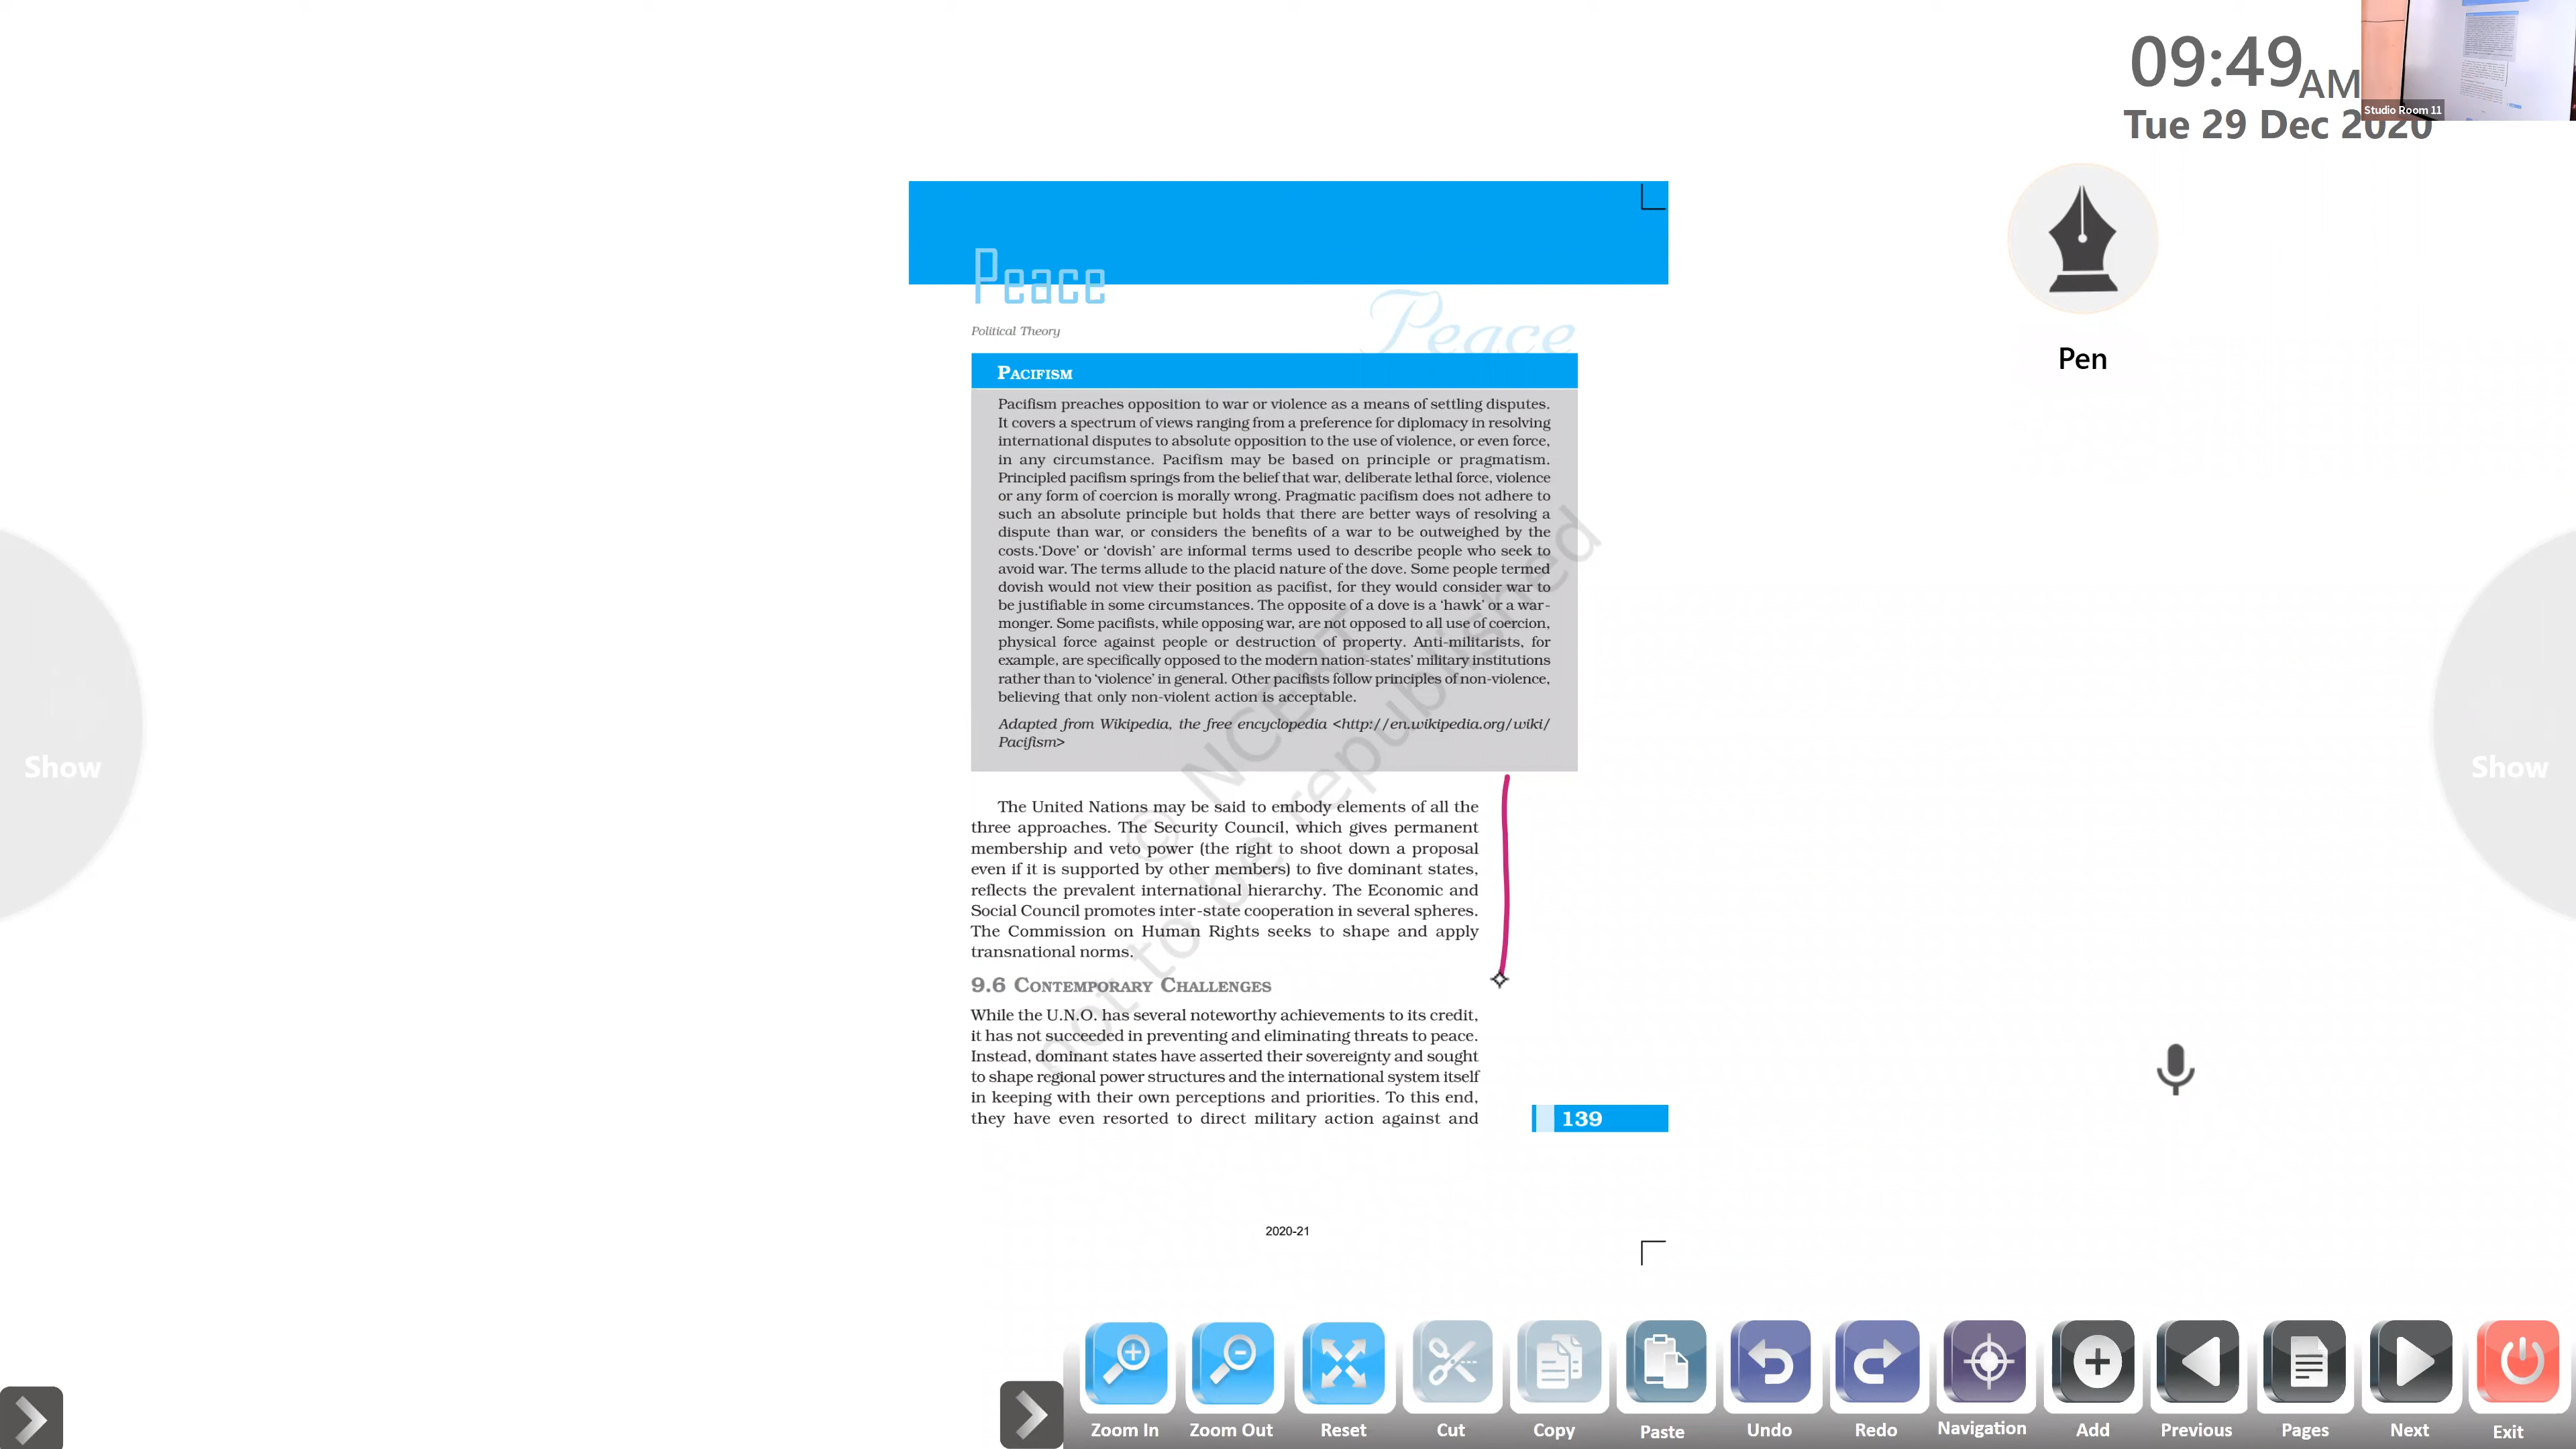 09:49AM
Tue 29 Dec 2020
Studio Room 11
Pen
Peace
Peace
Political Theory
PACIFISM
Pacifism preaches opposition to war or violence as a means of settling disputes.
It covers a spectrum of views ranging from a preference for diplomacy in resolving
international disputes to absolute opposition to the use of violence, or even force,
in any circumstance. Pacifism may be based on principle or pragmatism.
Principled pacifism springs from the belief that war, deliberate lethal force, violence
or any form of coercion is morally wrong. Pragmatic pacifism does not adhere to
such an absolute principle but holds that there are better ways of resolving a
dispute than war, or considers the benefits of a war to be outweighed by the
costs.‘Dove’ or ‘dovish’ are informal terms used to describe people who seek to
avoid war. The terms allude to the placid nature of the dove. Some people termed
dovish would not view their position as pacifist, for they would consider war to
be justifiable in some circumstances. The opposite of a dove is a ‘hawk’ or a war-
monger. Some pacifists, while opposing war, are not opposed to all use of coercion,
physical force against people or destruction of property. Anti-militarists, for
example, are specifically opposed to the modern nation-states’ military institutions
rather than to ‘violence’ in general. Other pacifists follow principles of non-violence,
believing that only non-violent action is acceptable.
Adapted from Wikipedia, the free encyclopedia <http://en.wikipedia.org/wiki/
Pacifism>
The United Nations may be said to embody elements of all the
three approaches. The Security Council, which gives permanent
membership and veto power (the right to shoot down a proposal
even if it is supported by other members) to five dominant states,
reflects the prevalent international hierarchy. The Economic and
Social Council promotes inter-state cooperation in several spheres.
The Commission on Human Rights seeks to shape and apply
transnational norms.
9.6 CONTEMPORARY CHALLENGES
While the U.N.O. has several noteworthy achievements to its credit,
it has not succeeded in preventing and eliminating threats to peace.
Instead, dominant states have asserted their sovereignty and sought
to shape regional power structures and the international system itself
in keeping with their own perceptions and priorities. To this end,
they have even resorted to direct military action against and
139
2020-21
© NCERT
not to be republished
Show
Show
Zoom In
Zoom Out
Reset
Cut
Copy
Paste
Undo
Redo
Navigation
Add
Previous
Pages
Next
Exit